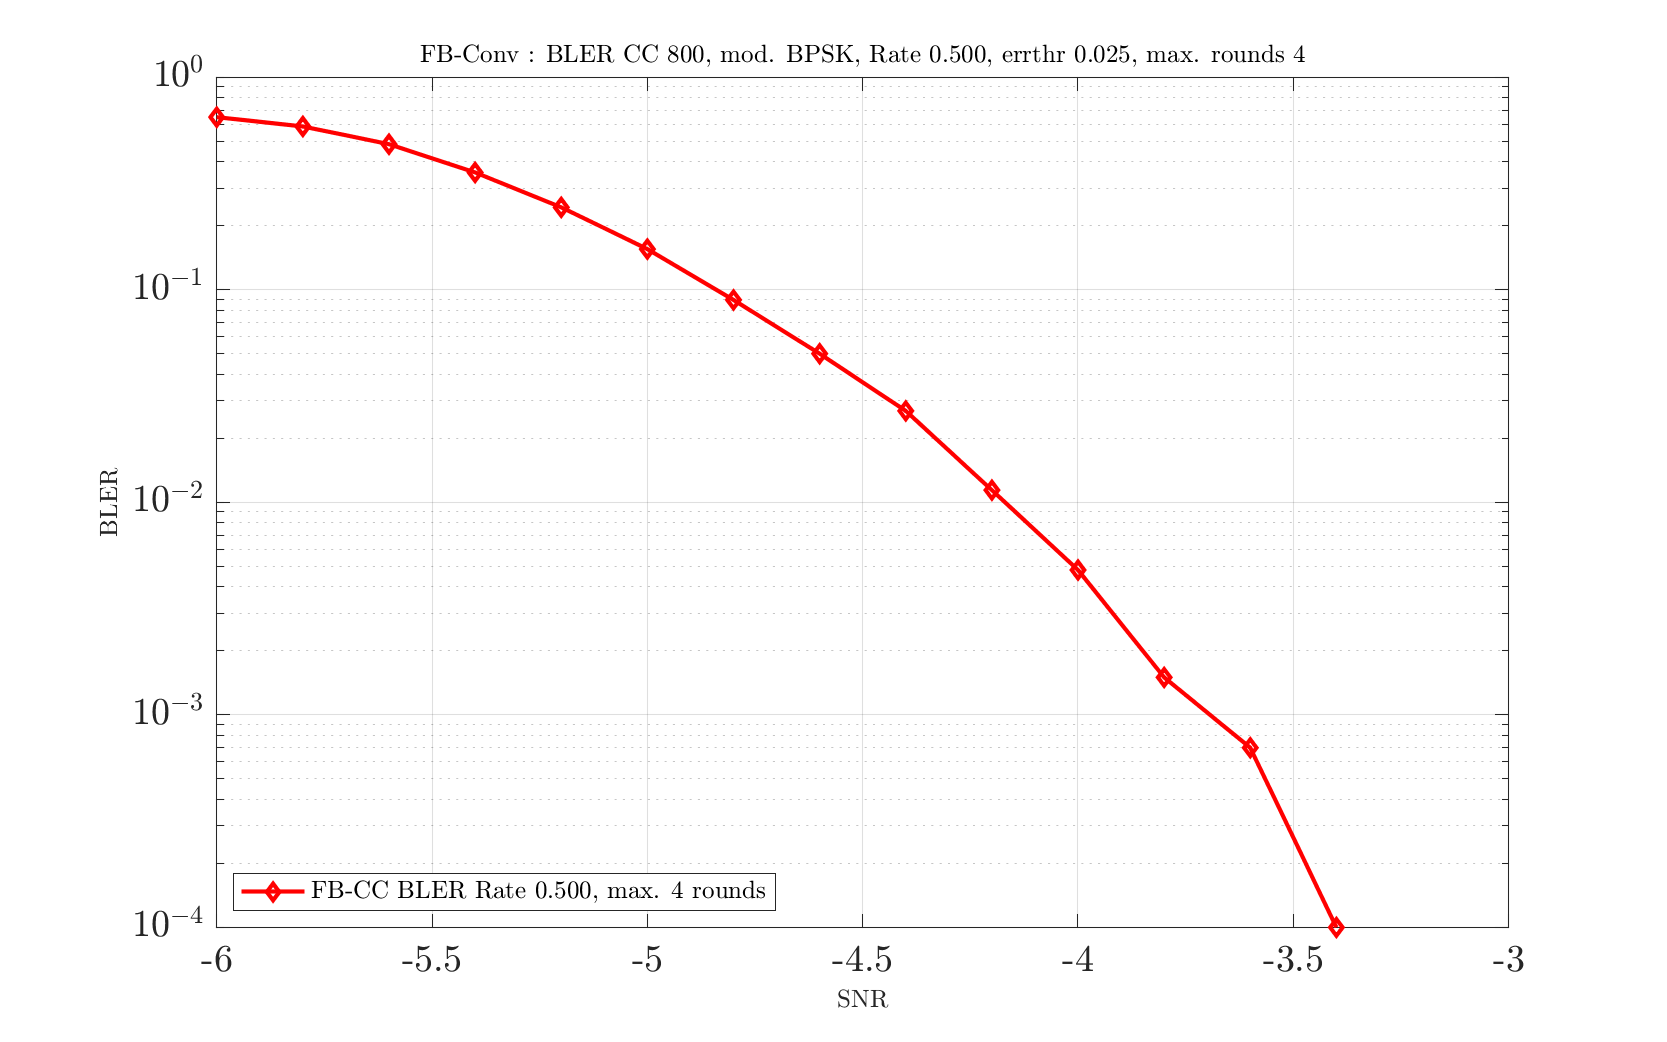 FB-Conv : BLER CC 800, mod. BPSK, Rate 0.500, errthr 0.025, max. rounds 4
10^0
10^-1
10^-2
10^-3
10^-4
BLER
FB-CC BLER Rate 0.500, max. 4 rounds
-6 -5.5 -5 -4.5 -4 -3.5 -3
SNR